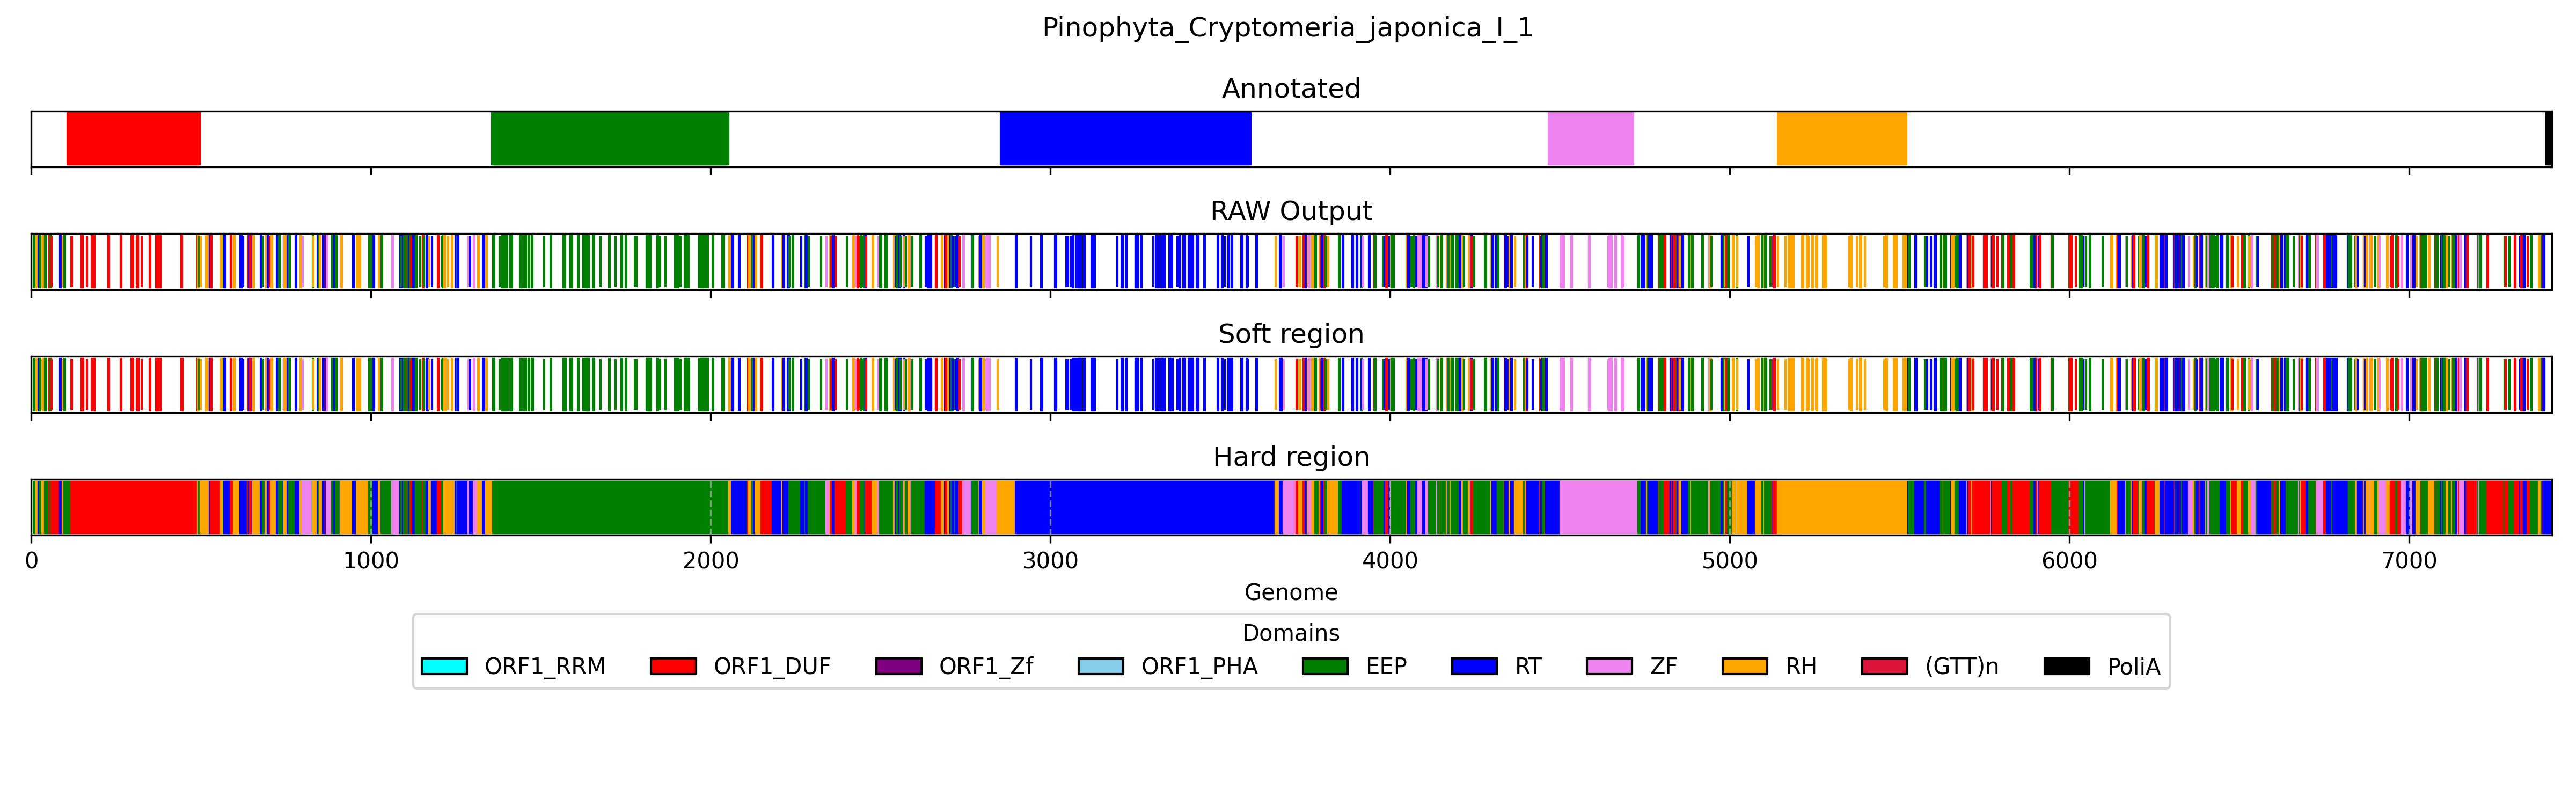 Pinophyta_Cryptomeria_japonica_I_1
Annotated
RAW Output
Soft region
Hard region
0 1000 2000 3000 4000 5000 6000 7000
Genome
Domains
ORF1_RRM ORF1_DUF ORF1_Zf ORF1_PHA EEP RT ZF RH (GTT)n PoliA